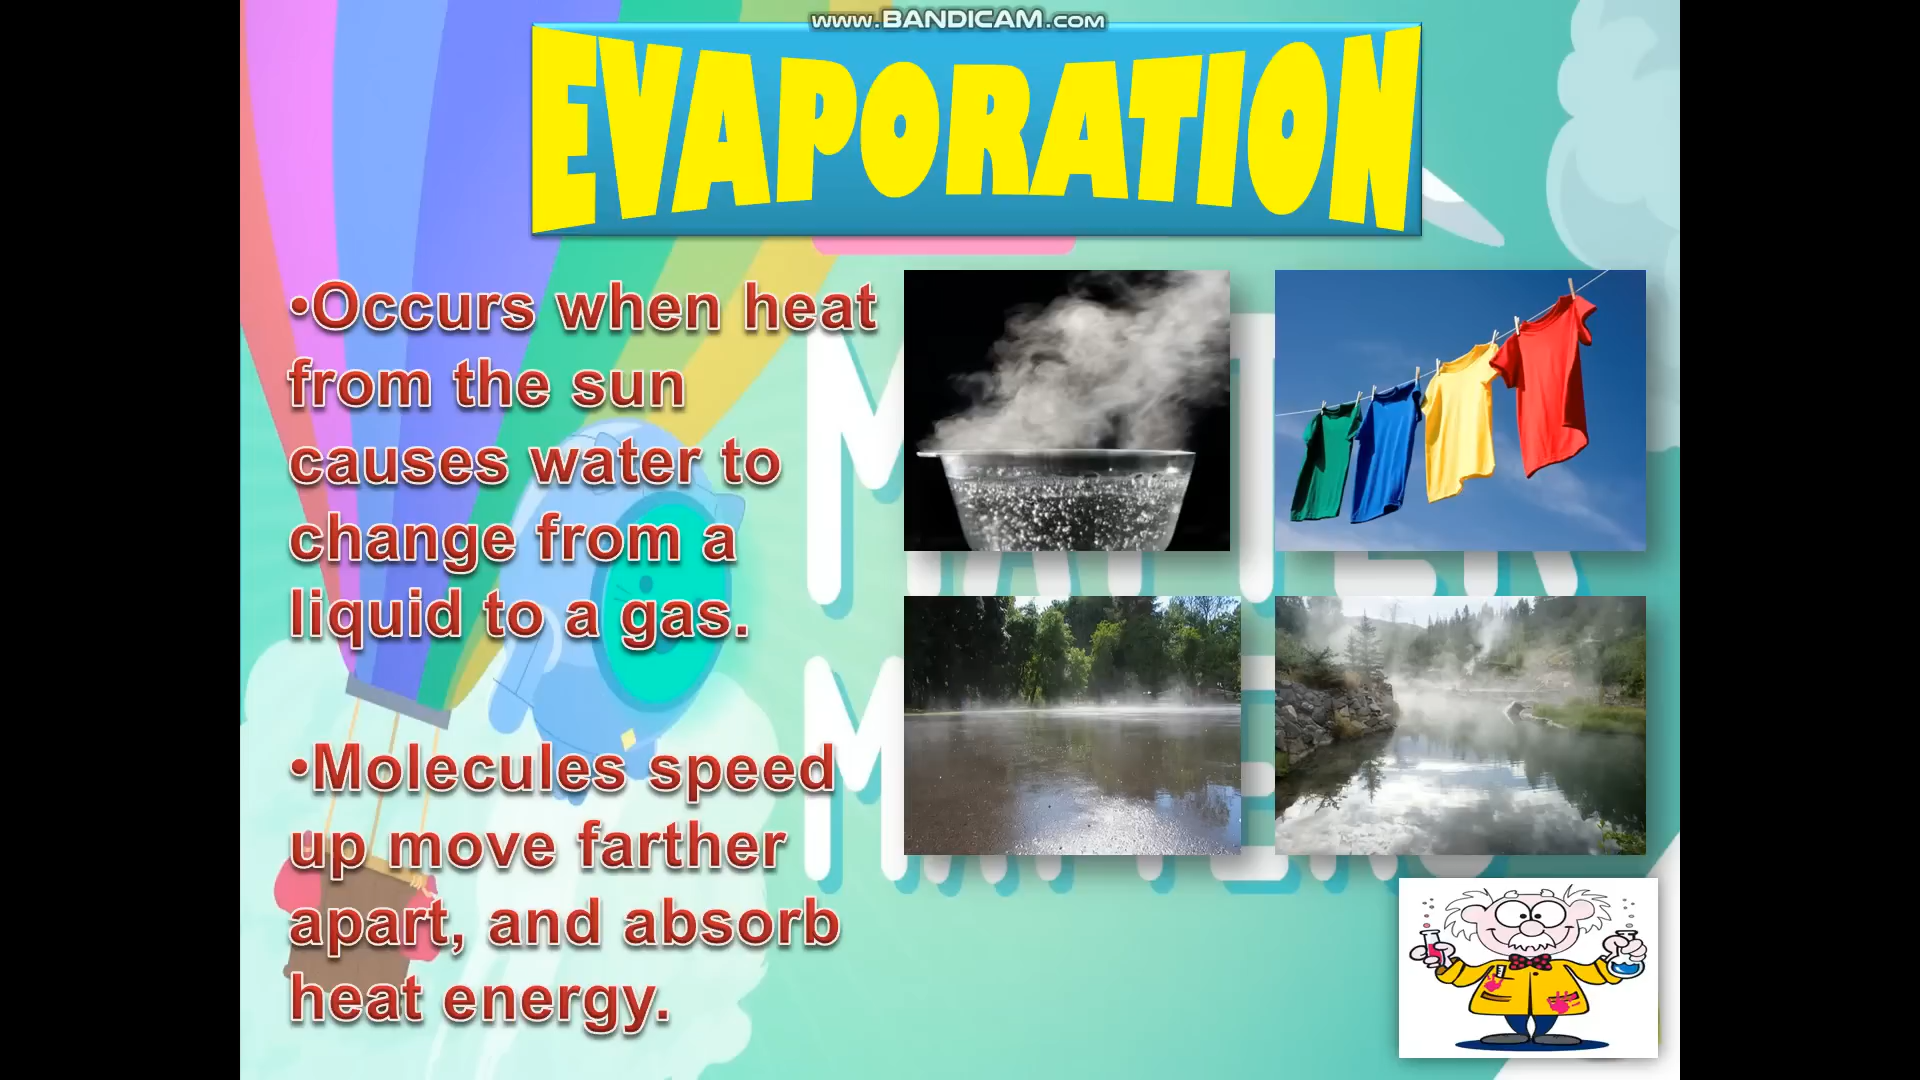 www.BANDICAM.com
EVAPORATION
•Occurs when heat
from the sun
causes water to
change from a
liquid to a gas.
•Molecules speed
up move farther
apart, and absorb
heat energy.